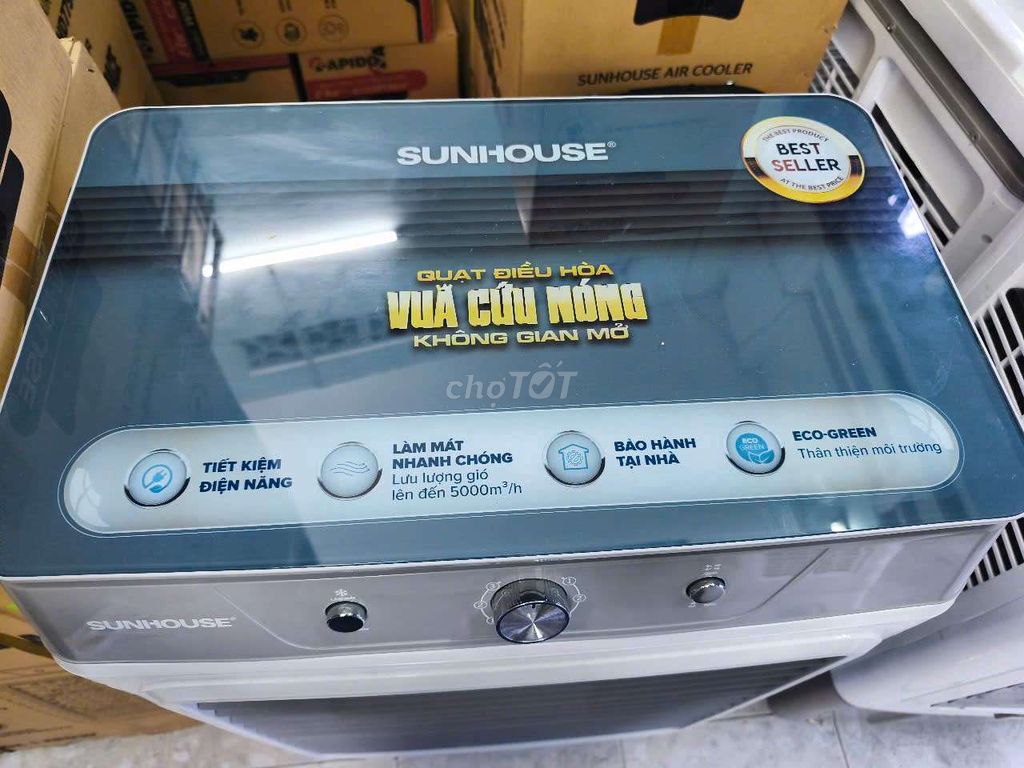 RAPIDO
SUNHOUSE AIR COOLER
SUNHOUSE®
THE BEST PRODUCT
BEST
SELLER
AT THE BEST PRICE
QUẠT ĐIỀU HÒA
VUA CỨU NÓNG
KHÔNG GIAN MỞ
chợTỐT
TIẾT KIỆM
ĐIỆN NĂNG
LÀM MÁT
NHANH CHÓNG
Lưu lượng gió
lên đến 5000m³/h
BẢO HÀNH
TẠI NHÀ
ECO
GREEN
ECO-GREEN
Thân thiện môi trường
SUNHOUSE®